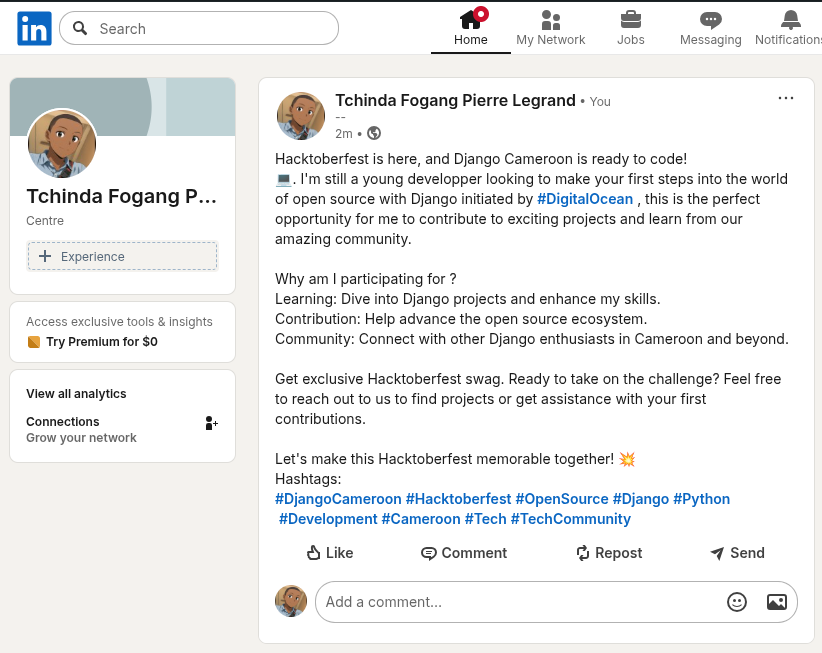 in
Search
Home
My Network
Jobs
Messaging
Notifications
Tchinda Fogang P...
Centre
+ Experience
Access exclusive tools & insights
Try Premium for $0
View all analytics
Connections
Grow your network
Tchinda Fogang Pierre Legrand • You
--
2m •
Hacktoberfest is here, and Django Cameroon is ready to code!
💻. I'm still a young developper looking to make your first steps into the world
of open source with Django initiated by #DigitalOcean , this is the perfect
opportunity for me to contribute to exciting projects and learn from our
amazing community.
Why am I participating for ?
Learning: Dive into Django projects and enhance my skills.
Contribution: Help advance the open source ecosystem.
Community: Connect with other Django enthusiasts in Cameroon and beyond.
Get exclusive Hacktoberfest swag. Ready to take on the challenge? Feel free
to reach out to us to find projects or get assistance with your first
contributions.
Let's make this Hacktoberfest memorable together! 💥
Hashtags:
#DjangoCameroon #Hacktoberfest #OpenSource #Django #Python
#Development #Cameroon #Tech #TechCommunity
Like
Comment
Repost
Send
Add a comment...